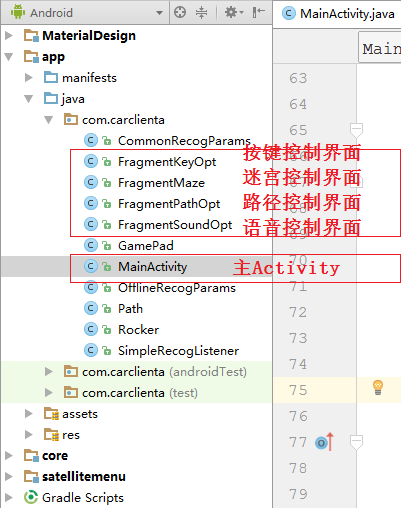 Android
MainActivity.java
MaterialDesign
Main
app
manifests
63
java
64
com.carclienta
65
CommonRecogParams
按键控制界面
FragmentKeyOpt
迷宫控制界面
FragmentMaze
路径控制界面
FragmentPathOpt
语音控制界面
FragmentSoundOpt
GamePad
70
MainActivity
主Activity
OfflineRecogParams
71
Path
72
Rocker
73
SimpleRecogListener
74
com.carclienta (androidTest)
75
com.carclienta (test)
76
assets
res
77
core
78
satellitemenu
Gradle Scripts
79